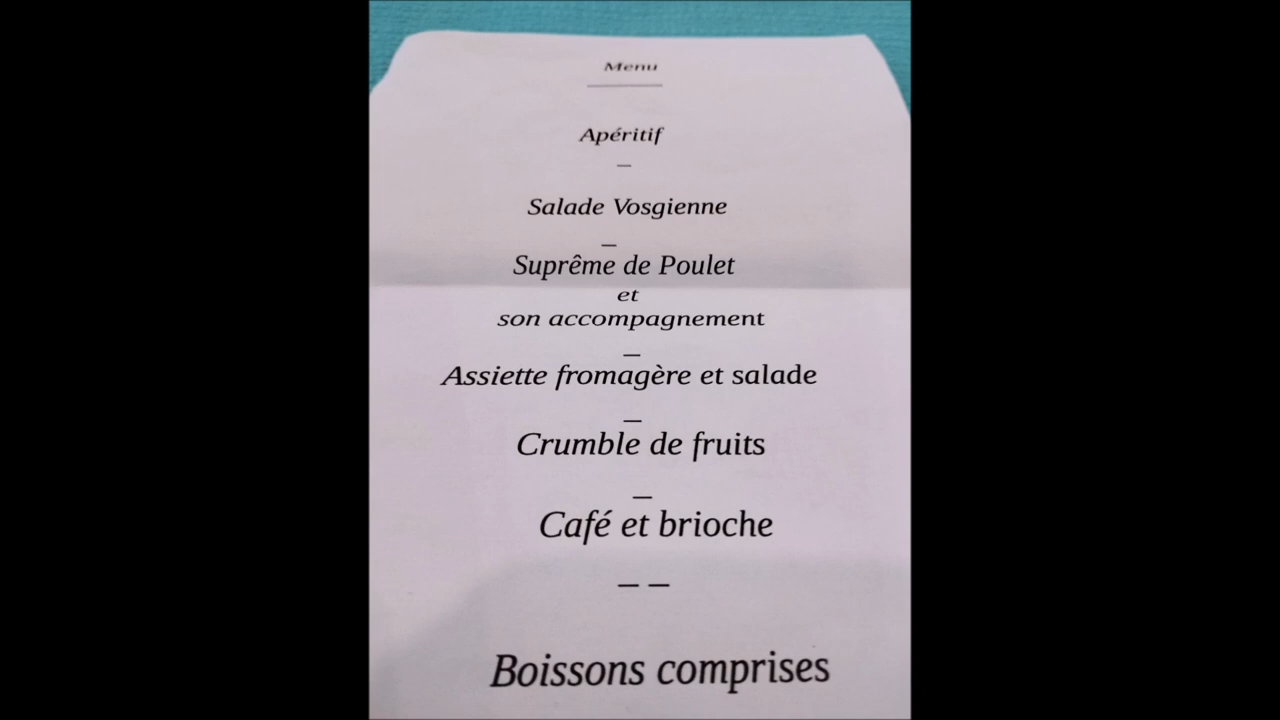 Menu
Apéritif
–
Salade Vosgienne
–
Suprême de Poulet
et
son accompagnement
–
Assiette fromagère et salade
–
Crumble de fruits
–
Café et brioche
– –
Boissons comprises